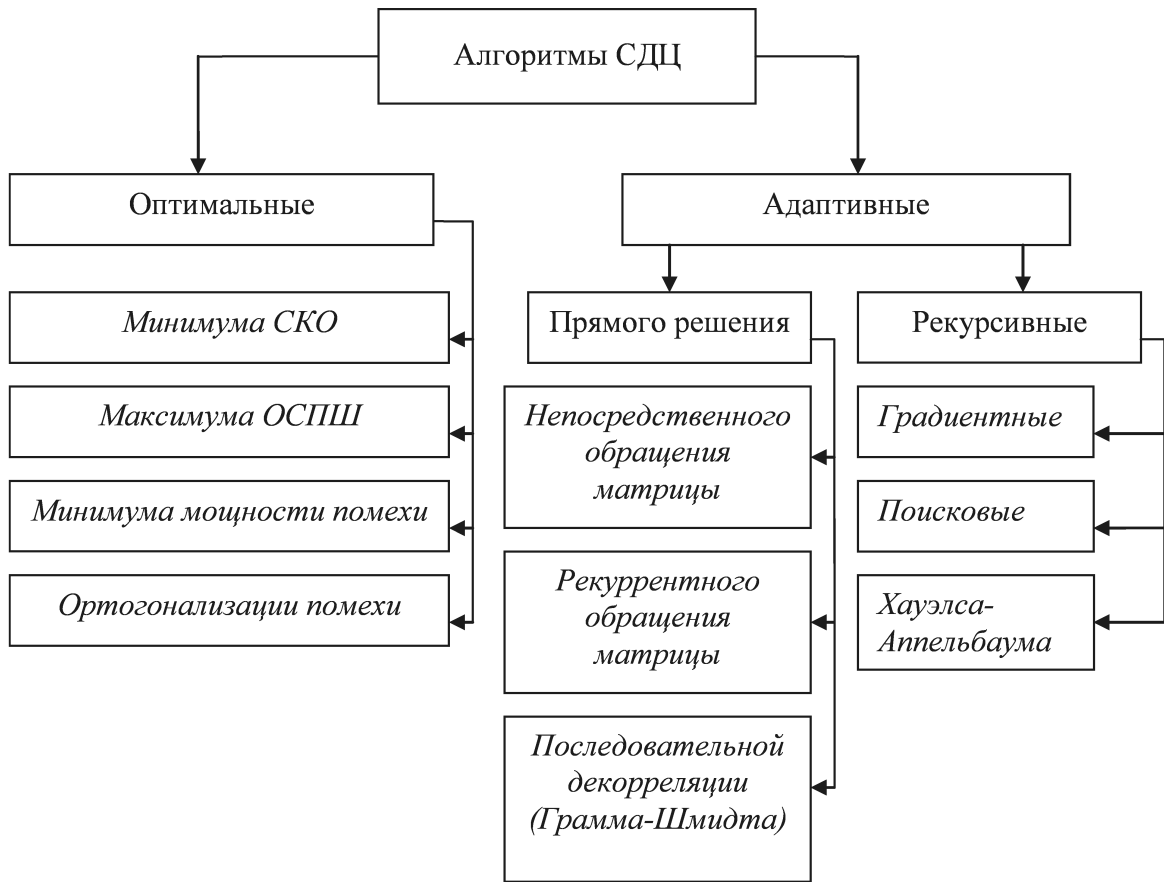 Алгоритмы СДЦ
Оптимальные
Минимума СКО
Максимума ОСПШ
Минимума мощности помехи
Ортогонализации помехи
Адаптивные
Прямого решения
Непосредственного
обращения
матрицы
Рекуррентного
обращения
матрицы
Последовательной
декорреляции
(Грамма-Шмидта)
Рекурсивные
Градиентные
Поисковые
Хауэлса-
Аппельбаума